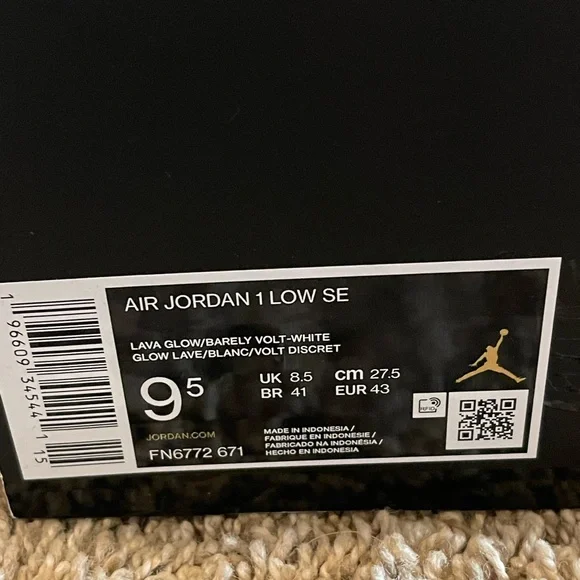 AIR JORDAN 1 LOW SE
LAVA GLOW/BARELY VOLT-WHITE
GLOW LAVE/BLANC/VOLT DISCRET
9⁵
UK 8.5 cm 27.5
BR 41 EUR 43
RFID
JORDAN.COM
FN6772 671
MADE IN INDONESIA/
FABRIQUE EN INDONESIE/
FABRICADO NA INDONÉSIA/
HECHO EN INDONESIA
1 96609 34544 1 15